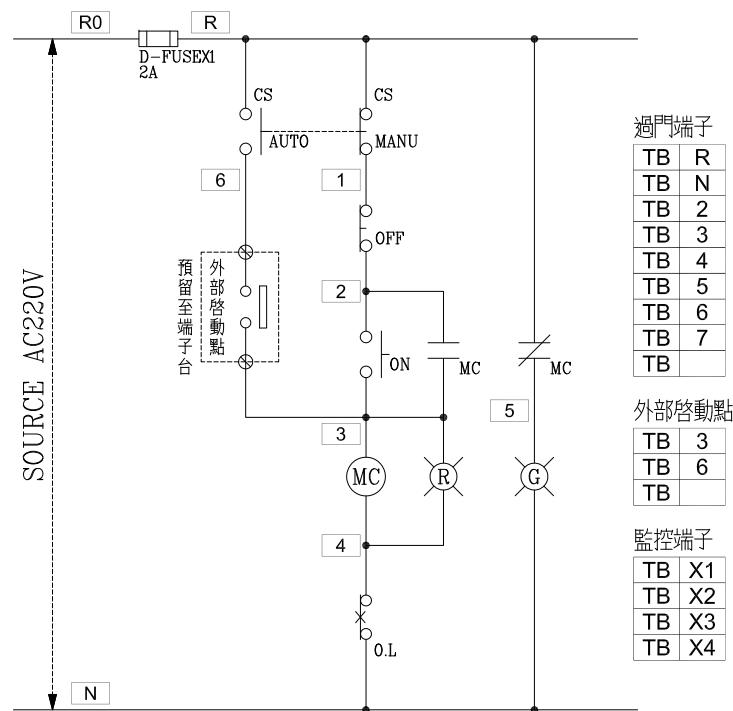 R0
R
D-FUSEX1
2A
CS
CS
AUTO
MANU
6
1
OFF
預留至端子台
外部啓動點
2
ON
MC
MC
5
3
MC
R
G
4
O.L
N
SOURCE AC220V
過門端子
TB R
TB N
TB 2
TB 3
TB 4
TB 5
TB 6
TB 7
TB
外部啓動點
TB 3
TB 6
TB
監控端子
TB X1
TB X2
TB X3
TB X4